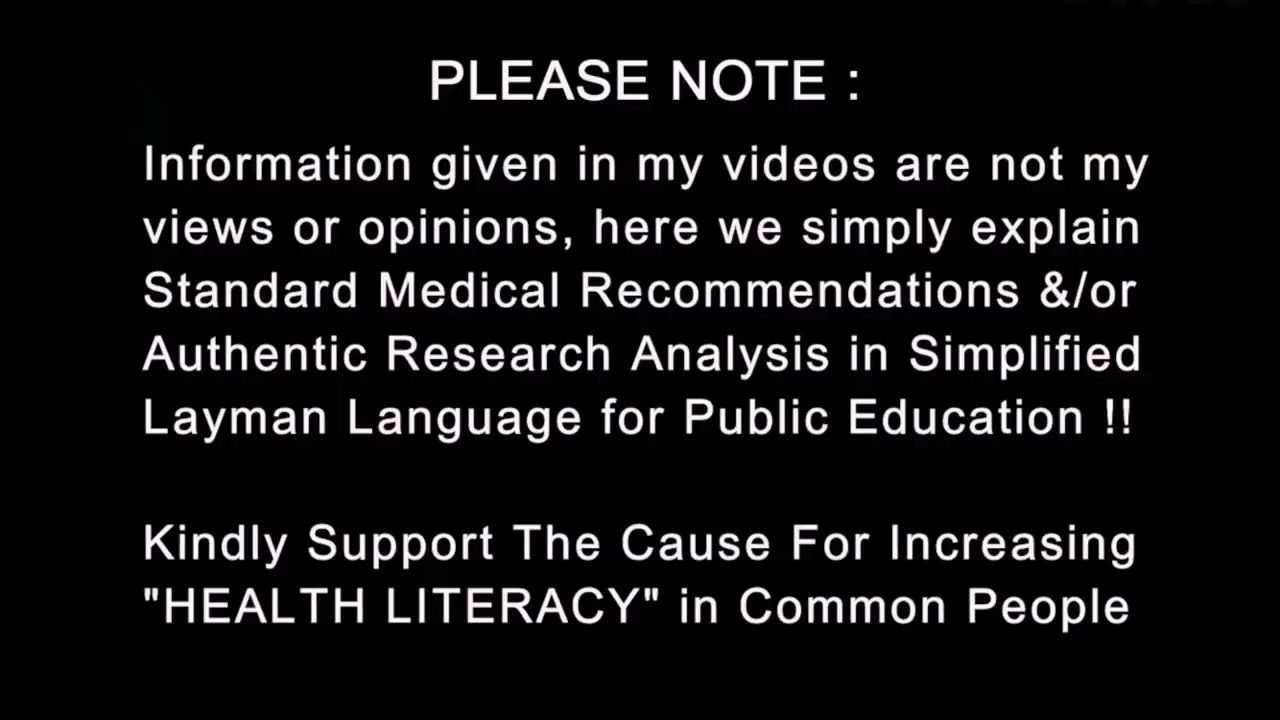 PLEASE NOTE :
Information given in my videos are not my
views or opinions, here we simply explain
Standard Medical Recommendations &/or
Authentic Research Analysis in Simplified
Layman Language for Public Education !!
Kindly Support The Cause For Increasing
"HEALTH LITERACY" in Common People